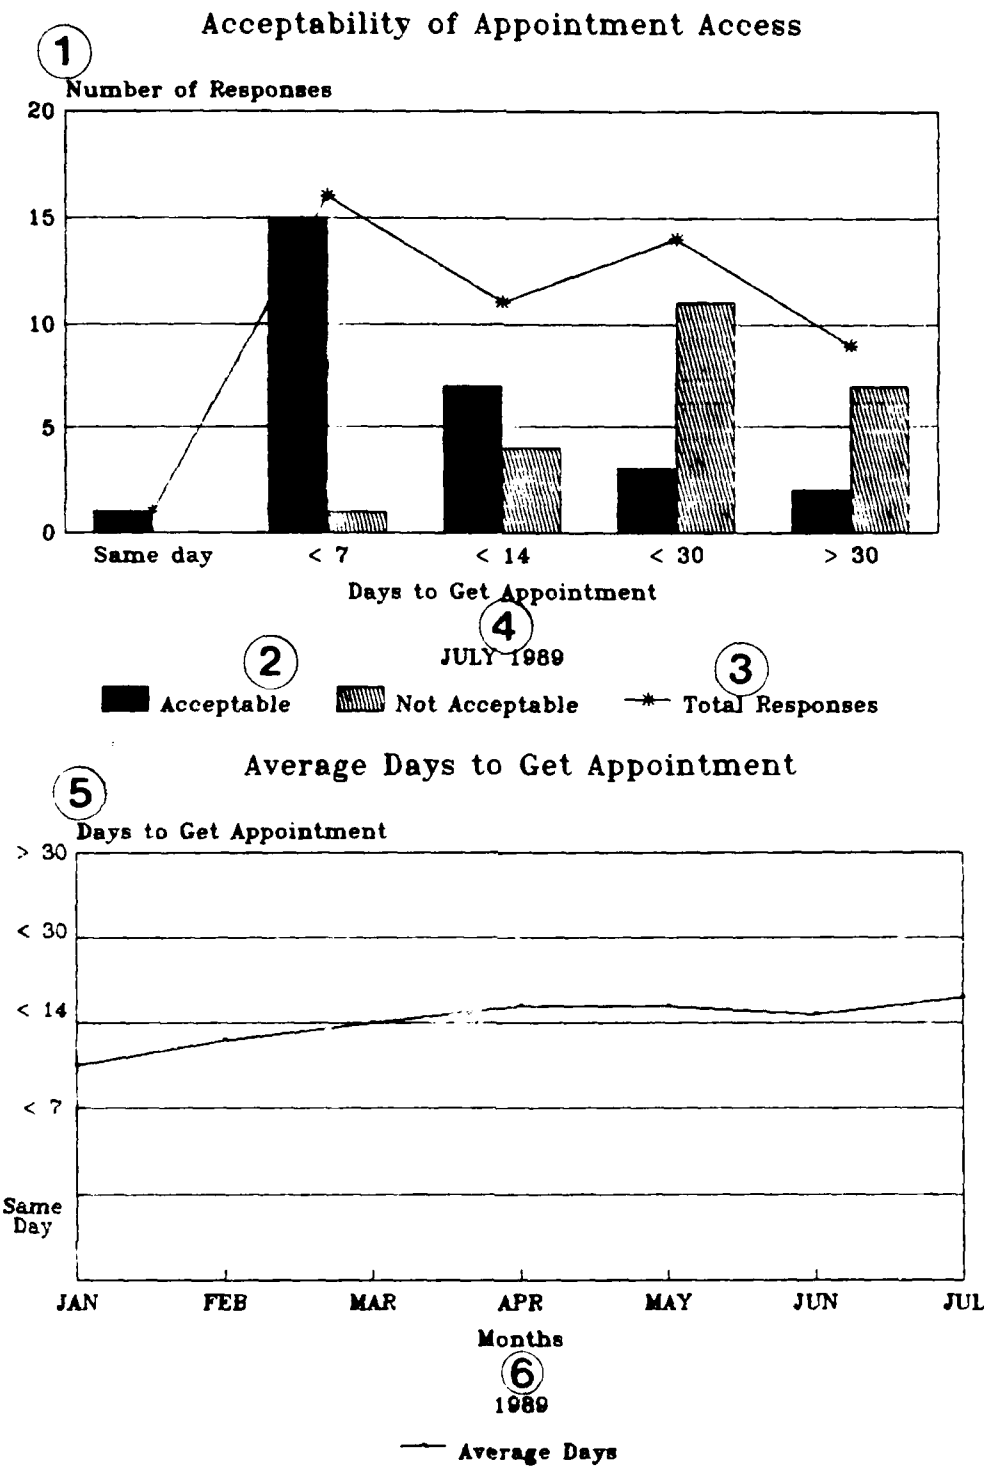 Acceptability of Appointment Access
1
Number of Responses
20
15
10
5
0
Same day < 7 < 14 < 30 > 30
Days to Get Appointment
4
JULY 1989
2 3
Acceptable Not Acceptable Total Responses
Average Days to Get Appointment
5
Days to Get Appointment
> 30
< 30
< 14
< 7
Same
Day
JAN FEB MAR APR MAY JUN JUL
Months
6
1989
Average Days